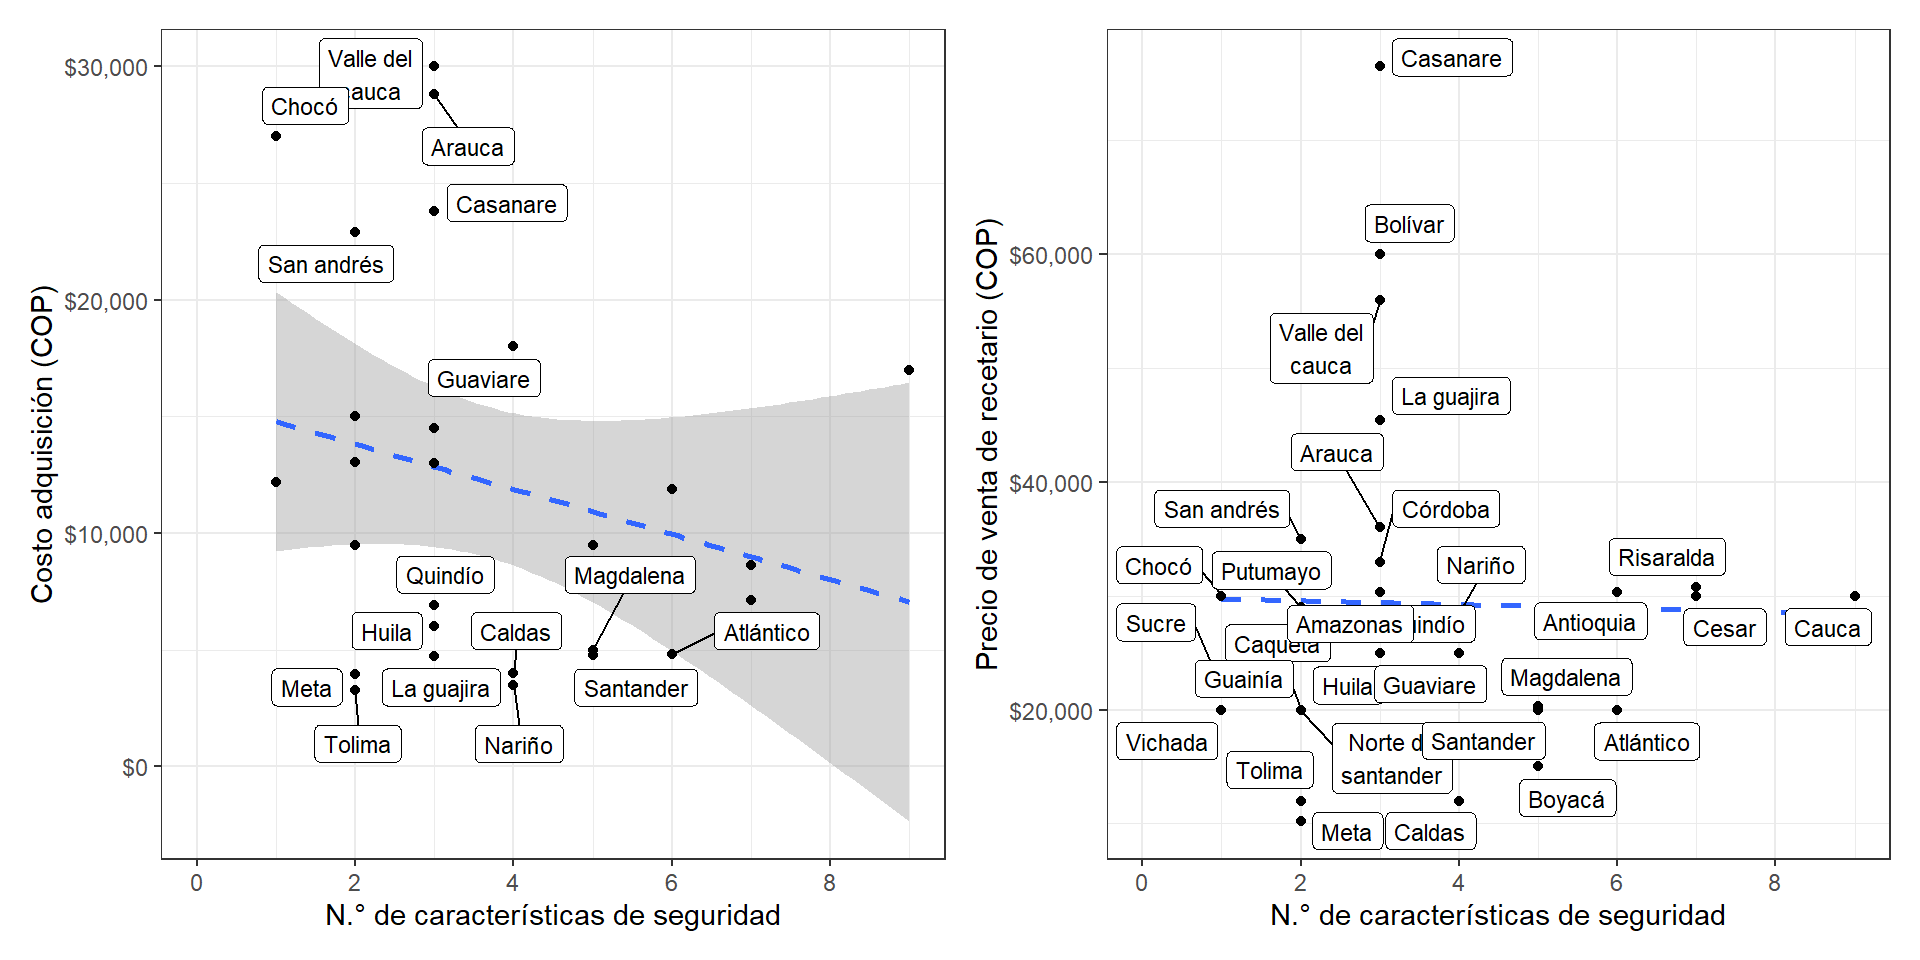 Costo adquisición (COP)
$30,000
$20,000
$10,000
$0
Valle del
auca
Chocó
Arauca
Casanare
San andrés
Guaviare
Quindío
Magdalena
Huila
Caldas
Atlántico
Meta
La guajira
Santander
Tolima
Nariño
0
2
4
6
8
N.° de características de seguridad
Precio de venta de recetario (COP)
$60,000
$40,000
$20,000
Casanare
Bolívar
Valle del
cauca
La guajira
Arauca
San andrés
Córdoba
Chocó
Putumayo
Nariño
Risaralda
Sucre
Amazonas
indío
Antioquia
Cesar
Cauca
Caqueta
Guainía
Huila
Guaviare
Magdalena
Vichada
Norte d
santander
Santander
Atlántico
Tolima
Boyacá
Meta
Caldas
0
2
4
6
8
N.° de características de seguridad